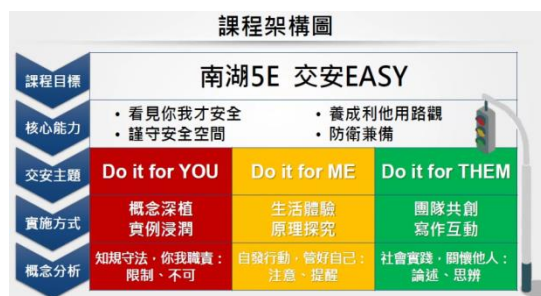 課程架構圖
課程目標
南湖5E 交安EASY
核心能力
• 看見你我才安全
• 養成利他用路觀
• 謹守安全空間
• 防衛兼備
交安主題
Do it for YOU
Do it for ME
Do it for THEM
實施方式
概念深植
實例浸潤
生活體驗
原理探究
團隊共創
寫作互動
概念分析
知規守法，你我職責：
限制、不可
自發行動，管好自己：
注意、提醒
社會實踐，關懷他人：
論述、思辨